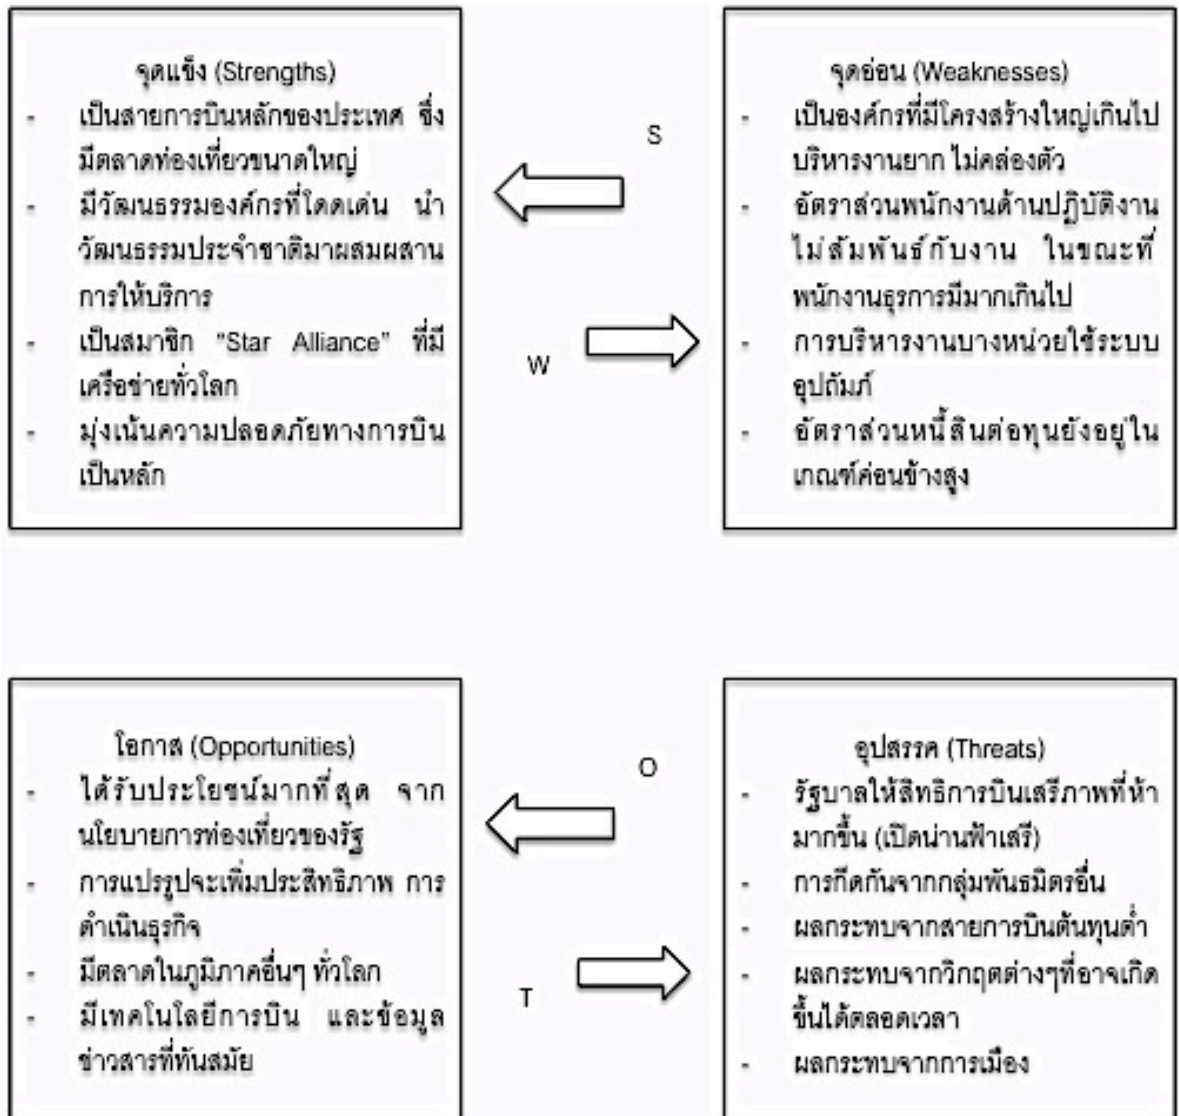 จุดแข็ง (Strengths)
- เป็นสายการบินหลักของประเทศ ซึ่ง
มีตลาดท่องเที่ยวขนาดใหญ่
- มีวัฒนธรรมองค์กรที่โดดเด่น นำ
วัฒนธรรมประจำชาติมาผสมผสาน
การให้บริการ
- เป็นสมาชิก "Star Alliance" ที่มี
เครือข่ายทั่วโลก
- มุ่งเน้นความปลอดภัยทางการบิน
เป็นหลัก
S
W
จุดอ่อน (Weaknesses)
- เป็นองค์กรที่มีโครงสร้างใหญ่เกินไป
บริหารงานยาก ไม่คล่องตัว
- อัตราส่วนพนักงานด้านปฏิบัติงาน
ไม่สัมพันธ์กับงาน ในขณะที่
พนักงานธุรการมีมากเกินไป
- การบริหารงานบางหน่วยใช้ระบบ
อุปถัมภ์
- อัตราส่วนหนี้สินต่อทุนยังอยู่ใน
เกณฑ์ค่อนข้างสูง
โอกาส (Opportunities)
- ได้รับประโยชน์มากที่สุด จาก
นโยบายการท่องเที่ยวของรัฐ
- การแปรรูปจะเพิ่มประสิทธิภาพ การ
ดำเนินธุรกิจ
- มีตลาดในภูมิภาคอื่นๆ ทั่วโลก
- มีเทคโนโลยีการบิน และข้อมูล
ข่าวสารที่ทันสมัย
O
T
อุปสรรค (Threats)
- รัฐบาลให้สิทธิการบินเสรีภาพที่ห้า
มากขึ้น (เปิดน่านฟ้าเสรี)
- การกีดกันจากกลุ่มพันธมิตรอื่น
- ผลกระทบจากสายการบินต้นทุนต่ำ
- ผลกระทบจากวิกฤตต่างๆที่อาจเกิด
ขึ้นได้ตลอดเวลา
- ผลกระทบจากการเมือง